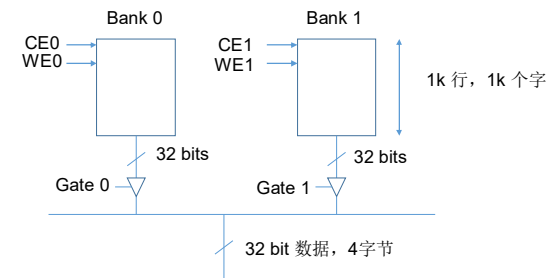 Bank 0
Bank 1
CE0
WE0
CE1
WE1
1k 行，1k 个字
32 bits
32 bits
Gate 0
Gate 1
32 bit 数据，4字节